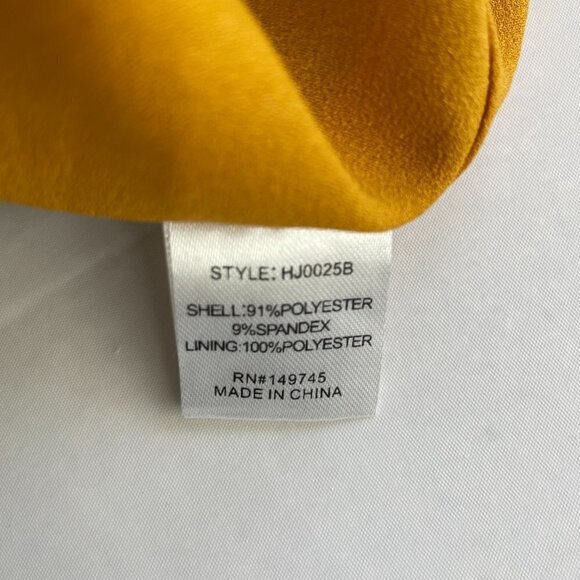 STYLE: HJ0025B
SHELL:91%POLYESTER
9%SPANDEX
LINING:100%POLYESTER
RN#149745
MADE IN CHINA